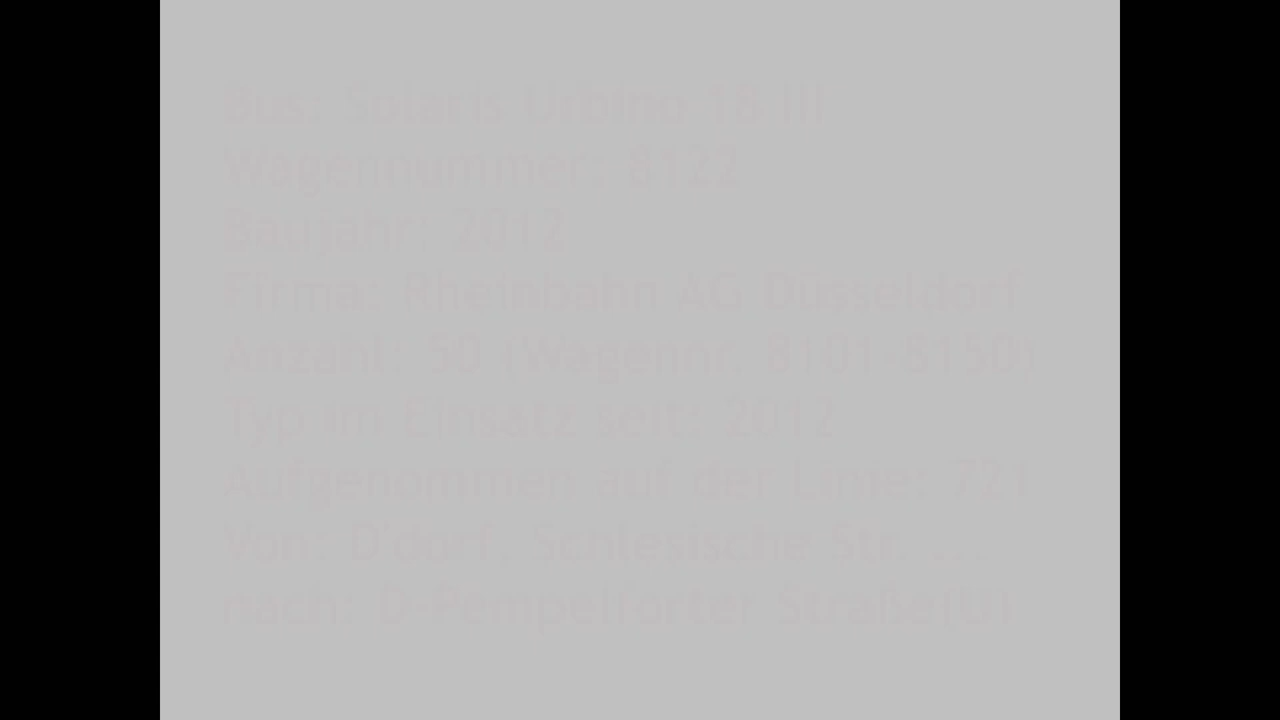 Bus: Solaris Urbino 18 III
Wagennummer: 8122
Baujahr: 2012
Firma: Rheinbahn AG Düsseldorf
Anzahl: 50 (Wagennr. 8101-8150)
Typ im Einsatz seit: 2012
Aufgenommen auf der Linie: 721
Von: D'dorf, Schlesische Str. ...
nach: D-Pempelforter Straße(U)